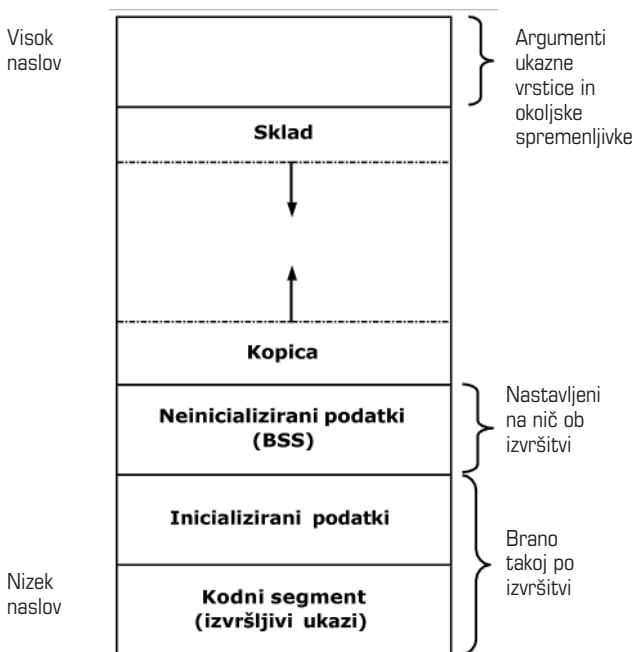 Visok
naslov
Argumenti
ukazne
vrstice in
okoljske
spremenljivke
Sklad
Kopica
Neinicializirani podatki
(BSS)
Nastavljeni
na nič ob
izvršitvi
Inicializirani podatki
Brano
takoj po
izvršitvi
Nizek
naslov
Kodni segment
(izvršljivi ukazi)